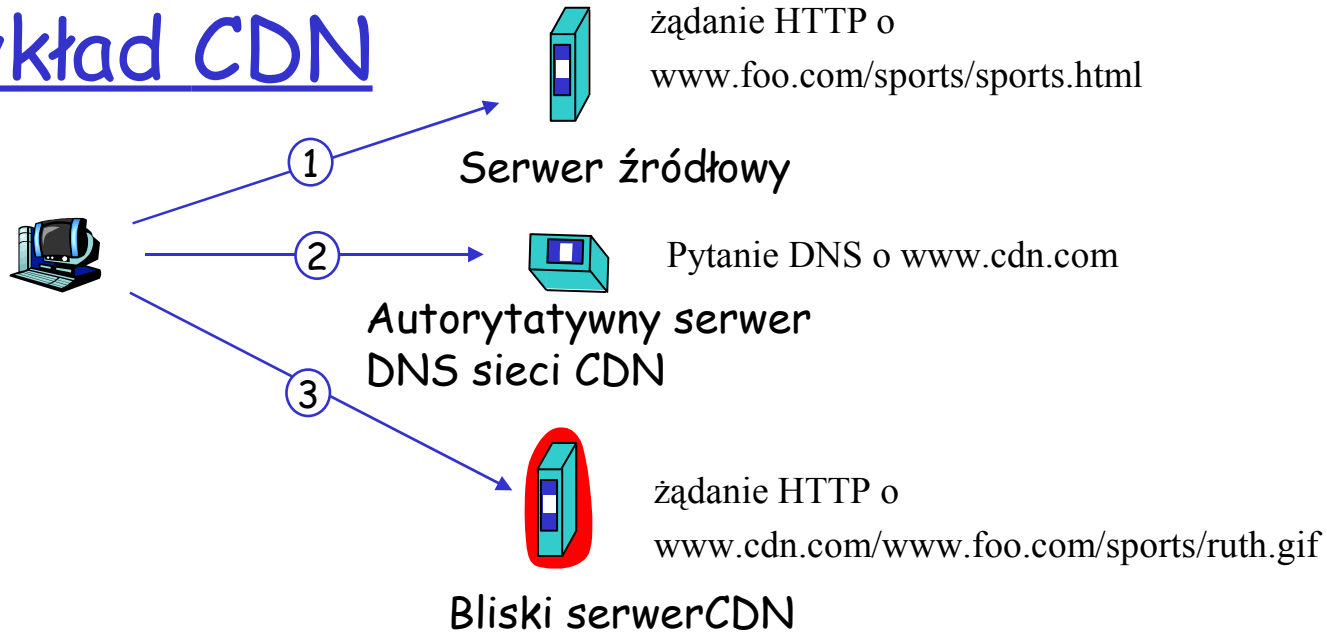 kład CDN
żądanie HTTP o
www.foo.com/sports/sports.html
1
Serwer źródłowy
2
Pytanie DNS o www.cdn.com
Autorytatywny serwer
DNS sieci CDN
3
żądanie HTTP o
www.cdn.com/www.foo.com/sports/ruth.gif
Bliski serwerCDN